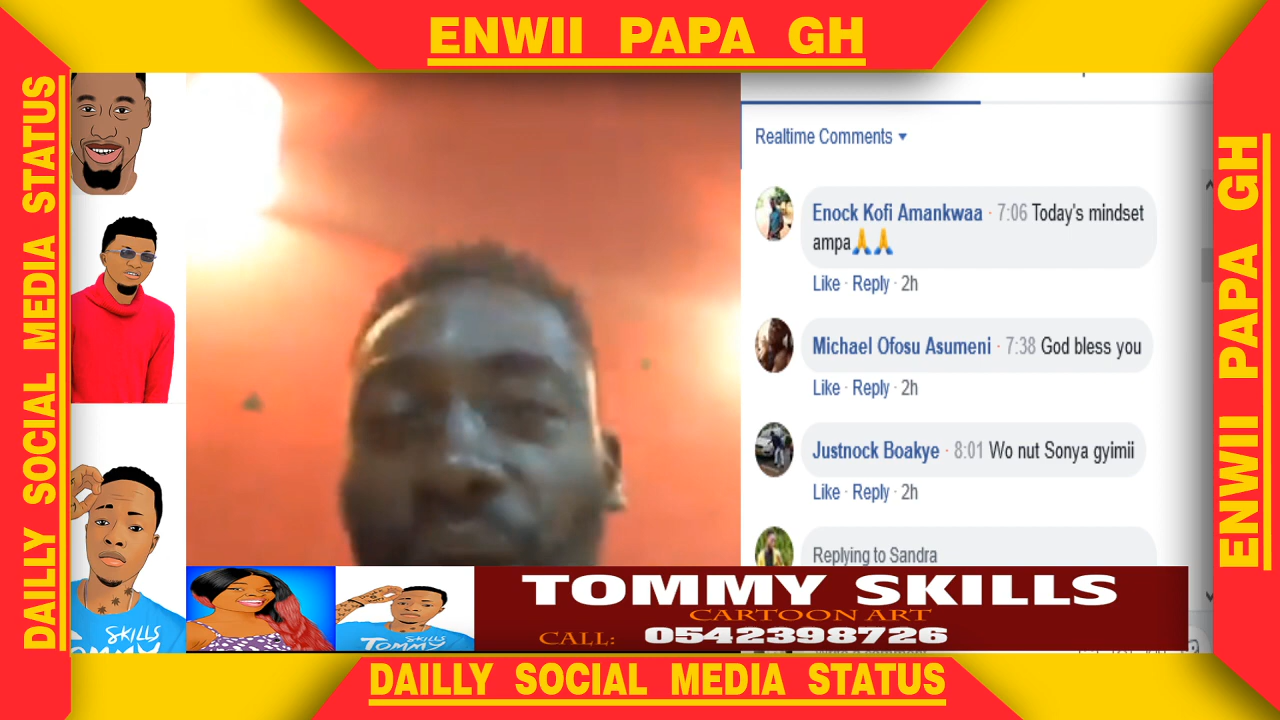 ENWII PAPA GH
DAILLY SOCIAL MEDIA STATUS
Realtime Comments
Enock Kofi Amankwaa · 7:06 Today's mindset
ampa🙏🙏
Like · Reply · 2h
Michael Ofosu Asumeni · 7:38 God bless you
Like · Reply · 2h
Justnock Boakye · 8:01 Wo nut Sonya gyimii
Like · Reply · 2h
Replying to Sandra
SKILLS
TOMMY
SKILLS
TOMMY
TOMMY SKILLS
CARTOON ART
CALL: 0542398726
ENWII PAPA GH
DAILLY SOCIAL MEDIA STATUS